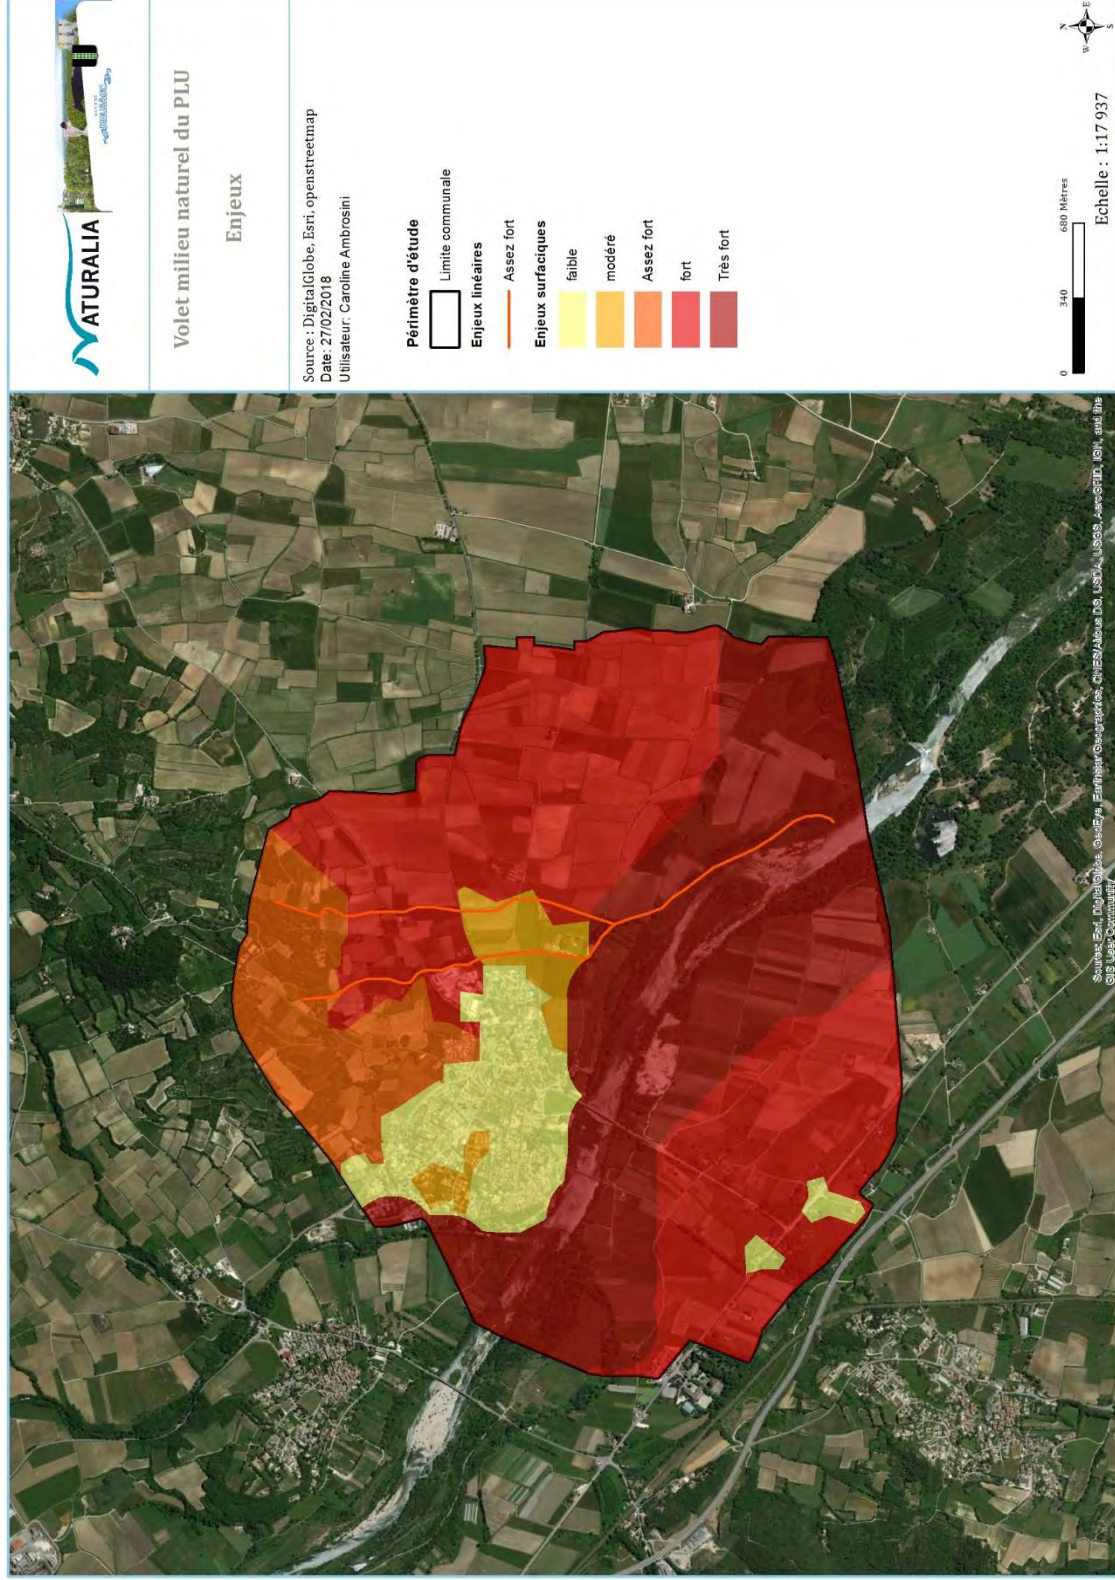 ATURALIA
Volet milieu naturel du PLU
Enjeux
Source : DigitalGlobe, Esri, openstreetmap
Date: 27/02/2018
Utilisateur: Caroline Ambrosini
Périmètre d'étude
Limite communale
Enjeux linéaires
Assez fort
Enjeux surfaciques
faible
modéré
Assez fort
fort
Très fort
0 340 680 Mètres
Echelle : 1:17 937
N
W E
S
Source: Esri, DigitalGlobe, GeoEye, Earthstar Geographics, CNES/Airbus DS, USDA, USGS, AeroGRID, IGN, and the
GIS User Community